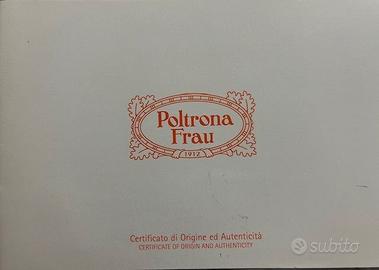 Poltrona
Frau
1912
Certificato di Origine ed Autenticità
CERTIFICATE OF ORIGIN AND AUTHENTICITY
subito